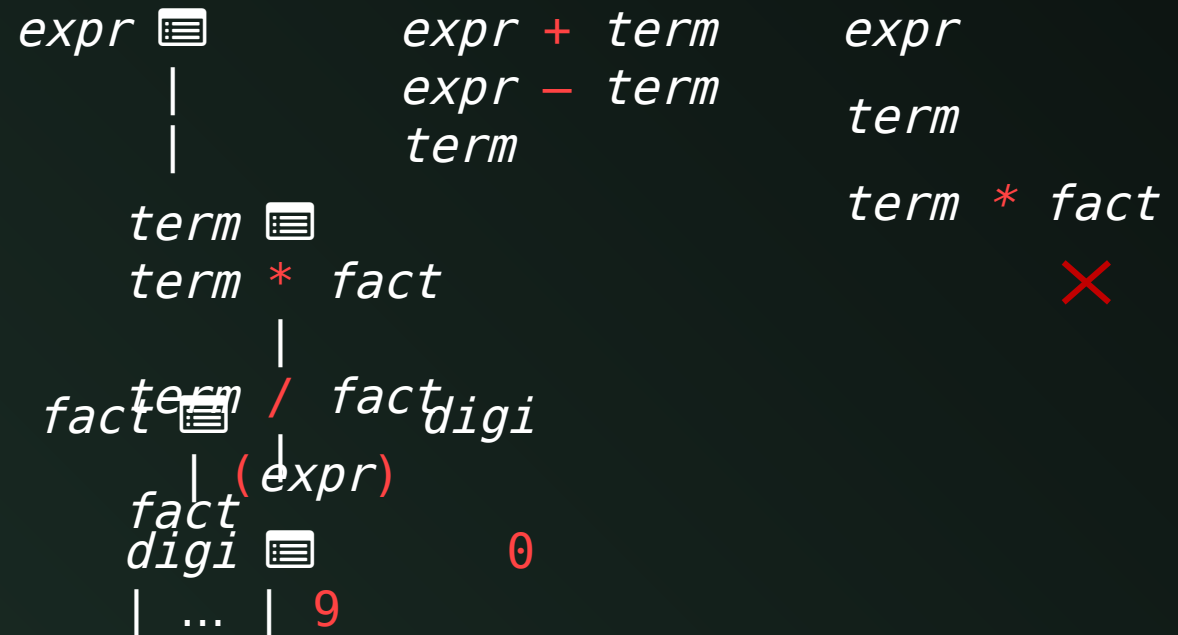 expr
expr + term
|
expr – term
|
term
term
term * fact
|
term / fact
|
fact
fact
digi
| (expr)
digi
0
| … | 9
expr
term
term * fact